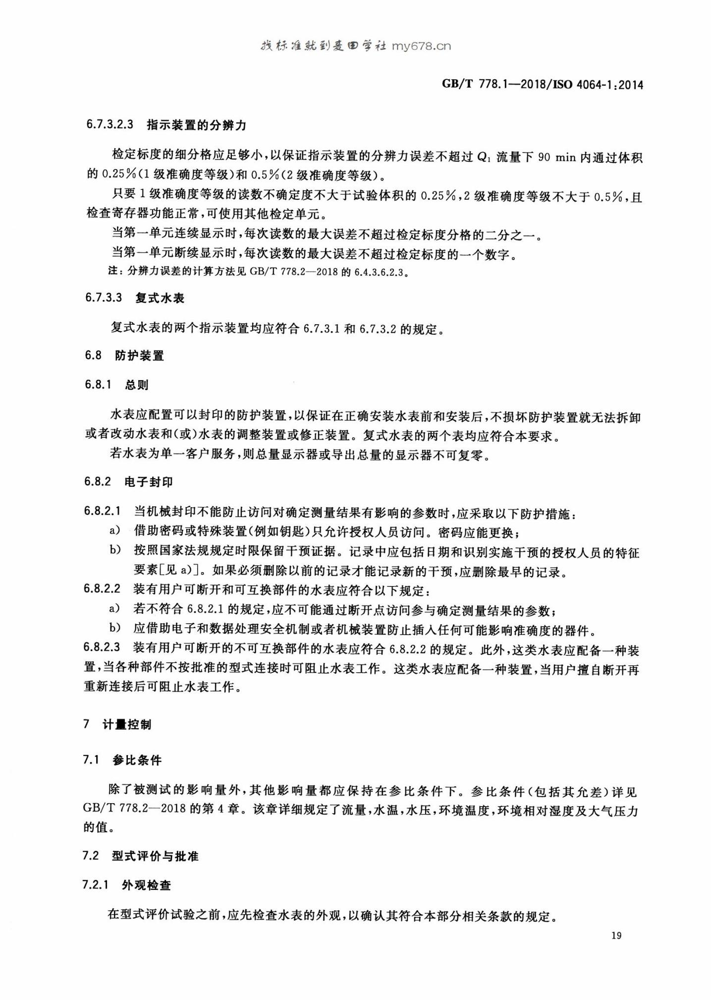 找标准就到麦田学社 my678.cn
GB/T 778.1—2018/ISO 4064-1:2014
6.7.3.2.3 指示装置的分辨力
检定标度的细分格应足够小,以保证指示装置的分辨力误差不超过 Q₁ 流量下 90 min 内通过体积
的 0.25%(1 级准确度等级)和 0.5%(2 级准确度等级)。
只要 1 级准确度等级的读数不确定度不大于试验体积的 0.25%,2 级准确度等级不大于 0.5%,且
检查寄存器功能正常,可使用其他检定单元。
当第一单元连续显示时,每次读数的最大误差不超过检定标度分格的二分之一。
当第一单元断续显示时,每次读数的最大误差不超过检定标度的一个数字。
注:分辨力误差的计算方法见 GB/T 778.2—2018 的 6.4.3.6.2.3。
6.7.3.3 复式水表
复式水表的两个指示装置均应符合 6.7.3.1 和 6.7.3.2 的规定。
6.8 防护装置
6.8.1 总则
水表应配置可以封印的防护装置,以保证在正确安装水表前和安装后,不损坏防护装置就无法拆卸
或者改动水表和(或)水表的调整装置或修正装置。复式水表的两个表均应符合本要求。
若水表为单一客户服务,则总量显示器或导出总量的显示器不可复零。
6.8.2 电子封印
6.8.2.1 当机械封印不能防止访问对确定测量结果有影响的参数时,应采取以下防护措施:
a) 借助密码或特殊装置(例如钥匙)只允许授权人员访问。密码应能更换;
b) 按照国家法规规定时限保留干预证据。记录中应包括日期和识别实施干预的授权人员的特征
要素[见 a)]。如果必须删除以前的记录才能记录新的干预,应删除最早的记录。
6.8.2.2 装有用户可断开和可互换部件的水表应符合以下规定:
a) 若不符合 6.8.2.1 的规定,应不可能通过断开点访问参与确定测量结果的参数;
b) 应借助电子和数据处理安全机制或者机械装置防止插入任何可能影响准确度的器件。
6.8.2.3 装有用户可断开的不可互换部件的水表应符合 6.8.2.2 的规定。此外,这类水表应配备一种装
置,当各种部件不按批准的型式连接时可阻止水表工作。这类水表应配备一种装置,当用户擅自断开再
重新连接后可阻止水表工作。
7 计量控制
7.1 参比条件
除了被测试的影响量外,其他影响量都应保持在参比条件下。参比条件(包括其允差)详见
GB/T 778.2—2018 的第 4 章。该章详细规定了流量,水温,水压,环境温度,环境相对湿度及大气压力
的值。
7.2 型式评价与批准
7.2.1 外观检查
在型式评价试验之前,应先检查水表的外观,以确认其符合本部分相关条款的规定。
19